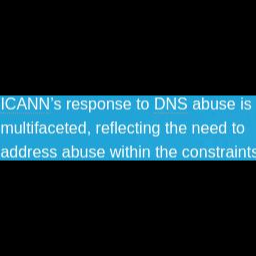 ICANN's response to DNS abuse is
multifaceted, reflecting the need to
address abuse within the constraints